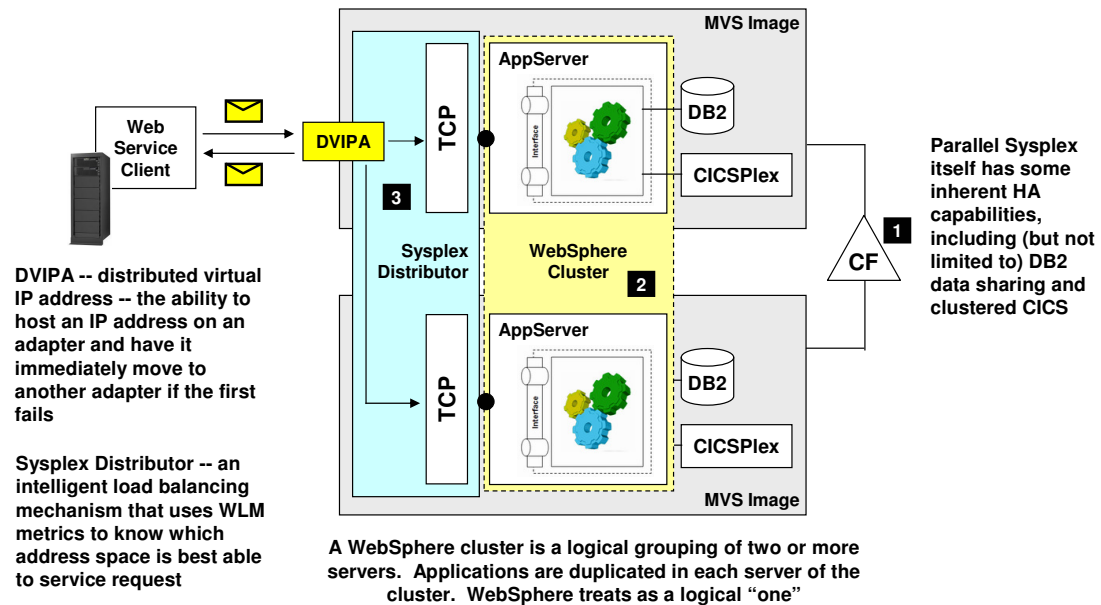 MVS Image
AppServer
Web
Service
Client
DVIPA
TCP
Interface
DB2
CICSPlex
3
Sysplex
Distributor
WebSphere
Cluster
2
CF
1
Parallel Sysplex
itself has some
inherent HA
capabilities,
including (but not
limited to) DB2
data sharing and
clustered CICS
DVIPA -- distributed virtual
IP address -- the ability to
host an IP address on an
adapter and have it
immediately move to
another adapter if the first
fails
AppServer
TCP
Interface
DB2
CICSPlex
MVS Image
Sysplex Distributor -- an
intelligent load balancing
mechanism that uses WLM
metrics to know which
address space is best able
to service request
A WebSphere cluster is a logical grouping of two or more
servers.  Applications are duplicated in each server of the
cluster.  WebSphere treats as a logical “one”